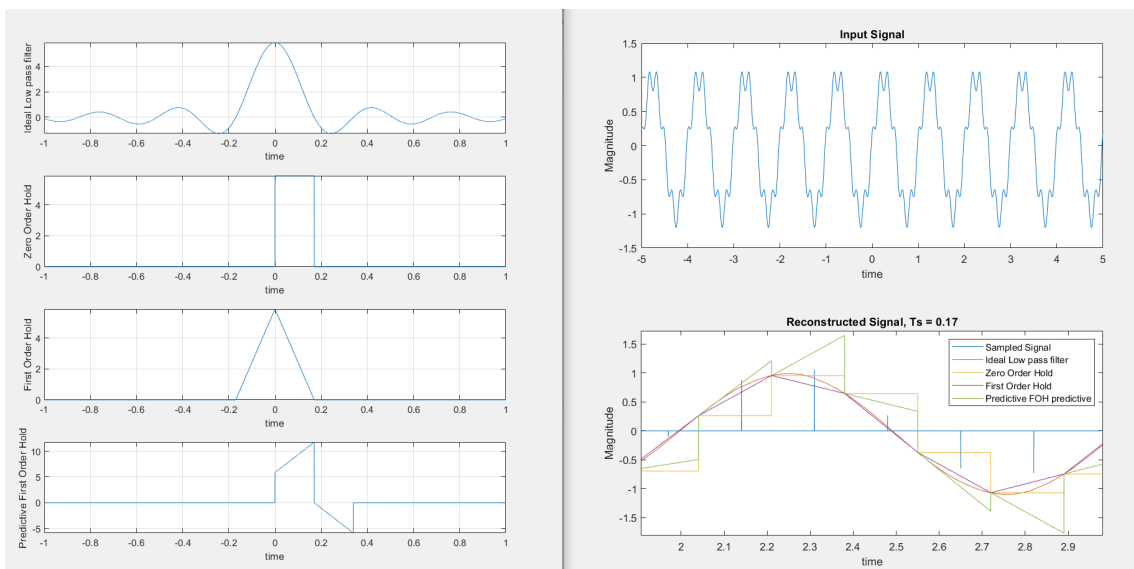 Ideal Low pass filter
4
2
0
-1 -0.8 -0.6 -0.4 -0.2 0 0.2 0.4 0.6 0.8 1
time
Zero Order Hold
4
2
0
-1 -0.8 -0.6 -0.4 -0.2 0 0.2 0.4 0.6 0.8 1
time
First Order Hold
4
2
0
-1 -0.8 -0.6 -0.4 -0.2 0 0.2 0.4 0.6 0.8 1
time
Predictive First Order Hold
10
5
0
-5
-1 -0.8 -0.6 -0.4 -0.2 0 0.2 0.4 0.6 0.8 1
time
Input Signal
Magnitude
1.5
1
0.5
0
-0.5
-1
-1.5
-5 -4 -3 -2 -1 0 1 2 3 4 5
time
Reconstructed Signal, Ts = 0.17
Magnitude
1.5
1
0.5
0
-0.5
-1
-1.5
Sampled Signal
Ideal Low pass filter
Zero Order Hold
First Order Hold
Predictive FOH predictive
2 2.1 2.2 2.3 2.4 2.5 2.6 2.7 2.8 2.9
time